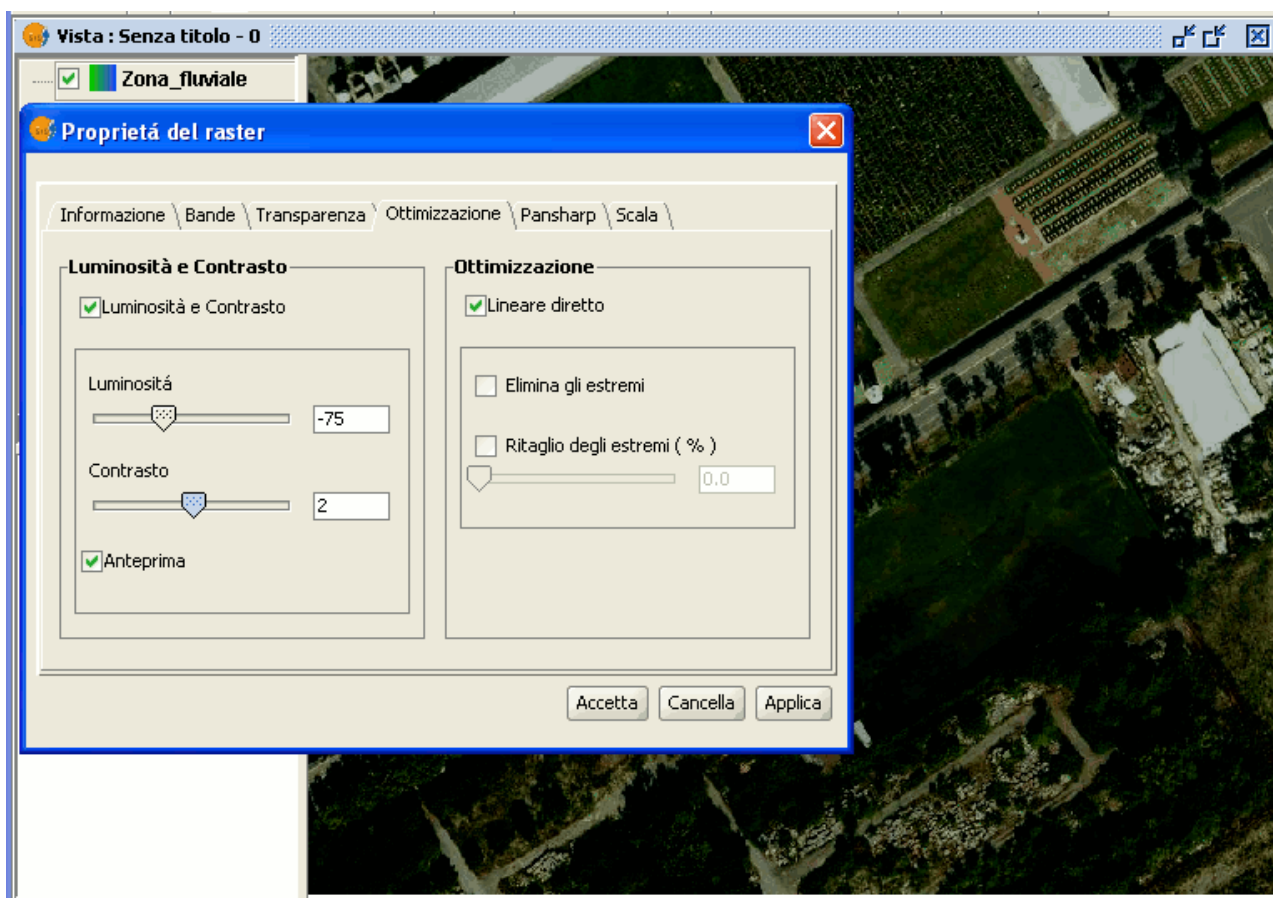 Vista : Senza titolo - 0
Zona_fluviale
Proprietá del raster
Informazione Bande Transparenza Ottimizzazione Pansharp Scala
Luminosità e Contrasto
Luminosità e Contrasto
Luminositá
-75
Contrasto
2
Anteprima
Ottimizzazione
Lineare diretto
Elimina gli estremi
Ritaglio degli estremi ( % )
0.0
Accetta Cancella Applica